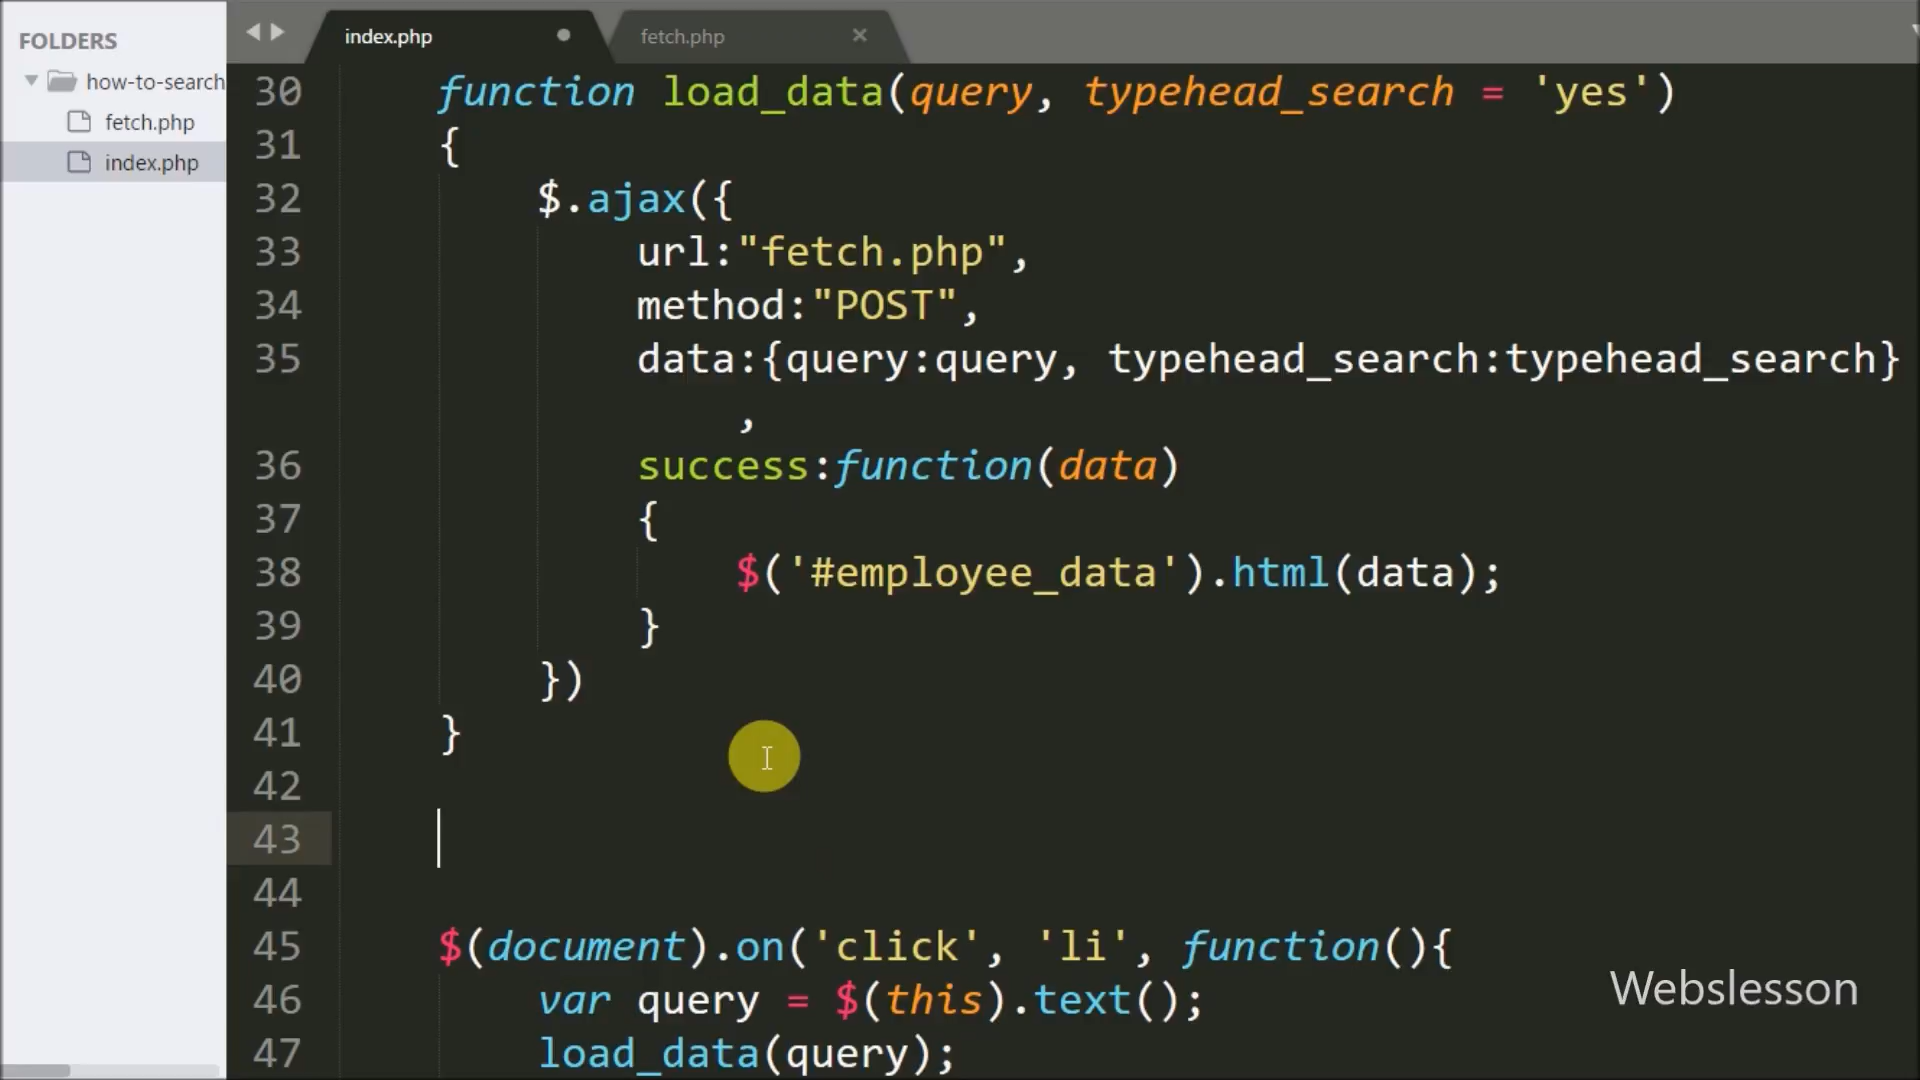 FOLDERS
how-to-search
fetch.php
index.php
index.php
fetch.php
30 function load_data(query, typehead_search = 'yes')
31 {
32 $.ajax({
33 url:"fetch.php",
34 method:"POST",
35 data:{query:query, typehead_search:typehead_search}
,
36 success:function(data)
37 {
38 $('#employee_data').html(data);
39 }
40 })
41 }
42
43
44
45 $(document).on('click', 'li', function(){
46 var query = $(this).text();
47 load_data(query);
Webslesson